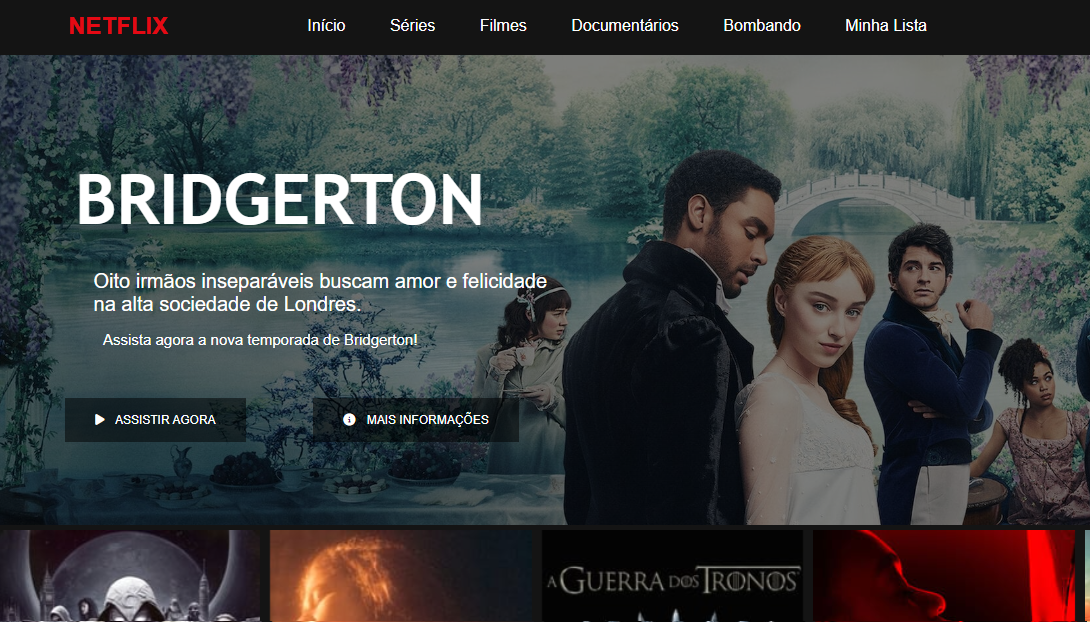 NETFLIX
Início Séries Filmes Documentários Bombando Minha Lista
BRIDGERTON
Oito irmãos inseparáveis buscam amor e felicidade
na alta sociedade de Londres.
Assista agora a nova temporada de Bridgerton!
ASSISTIR AGORA
MAIS INFORMAÇÕES
A GUERRA DOS TRONOS